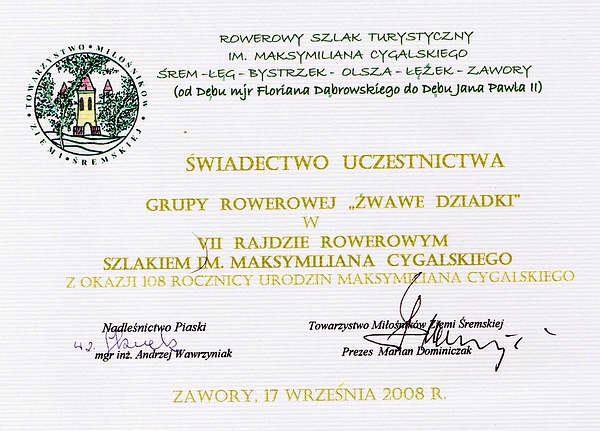 TOWARZYSTWO MIŁOŚNIKÓW
ZIEMI ŚREMSKIEJ
ROWEROWY SZLAK TURYSTYCZNY
IM. MAKSYMILIANA CYGALSKIEGO
ŚREM - ŁĘG - BYSTRZEK - OLSZA - ŁĘŻEK - ZAWORY
(od Dębu mjr Floriana Dąbrowskiego do Dębu Jana Pawła II)
ŚWIADECTWO UCZESTNICTWA
GRUPY ROWEROWEJ „ŻWAWE DZIADKI"
W
VII RAJDZIE ROWEROWYM
SZLAKIEM IM. MAKSYMILIANA CYGALSKIEGO
Z OKAZJI 108 ROCZNICY URODZIN MAKSYMILIANA CYGALSKIEGO
Nadleśnictwo Piaski
mgr inż. Andrzej Wawrzyniak
Towarzystwo Miłośników Ziemi Śremskiej
Prezes Marian Dominiczak
ZAWORY, 17 WRZEŚNIA 2008 R.